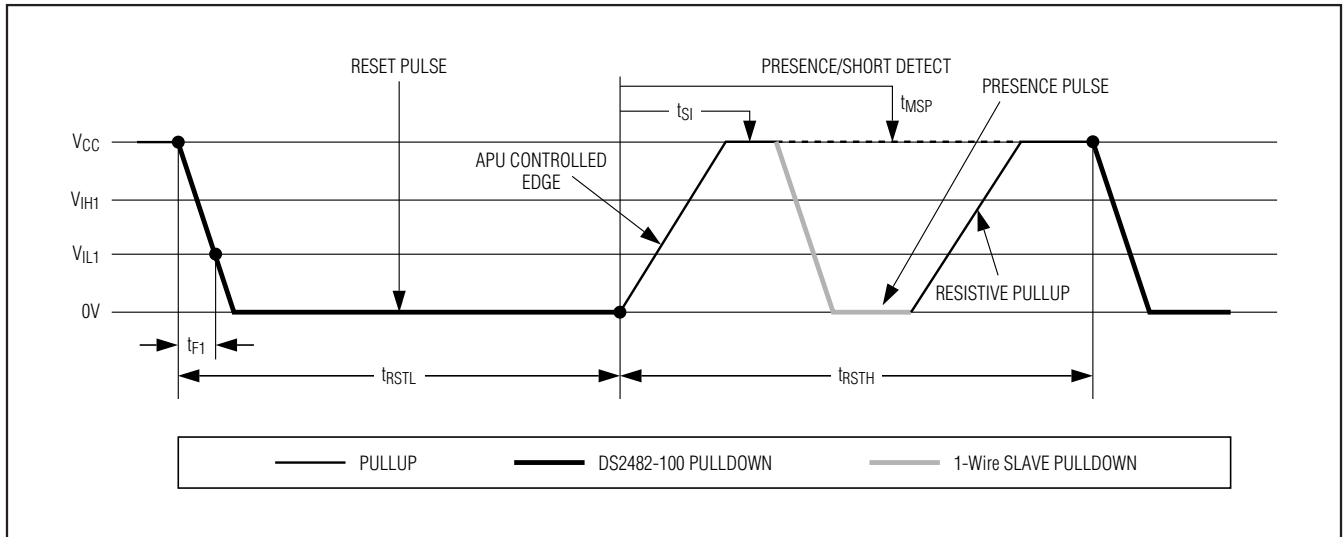 RESET PULSE
PRESENCE/SHORT DETECT
PRESENCE PULSE
tMSP
tSI
VCC
APU CONTROLLED
EDGE
VIH1
VIL1
RESISTIVE PULLUP
0V
tF1
tRSTL
tRSTH
PULLUP
DS2482-100 PULLDOWN
1-Wire SLAVE PULLDOWN